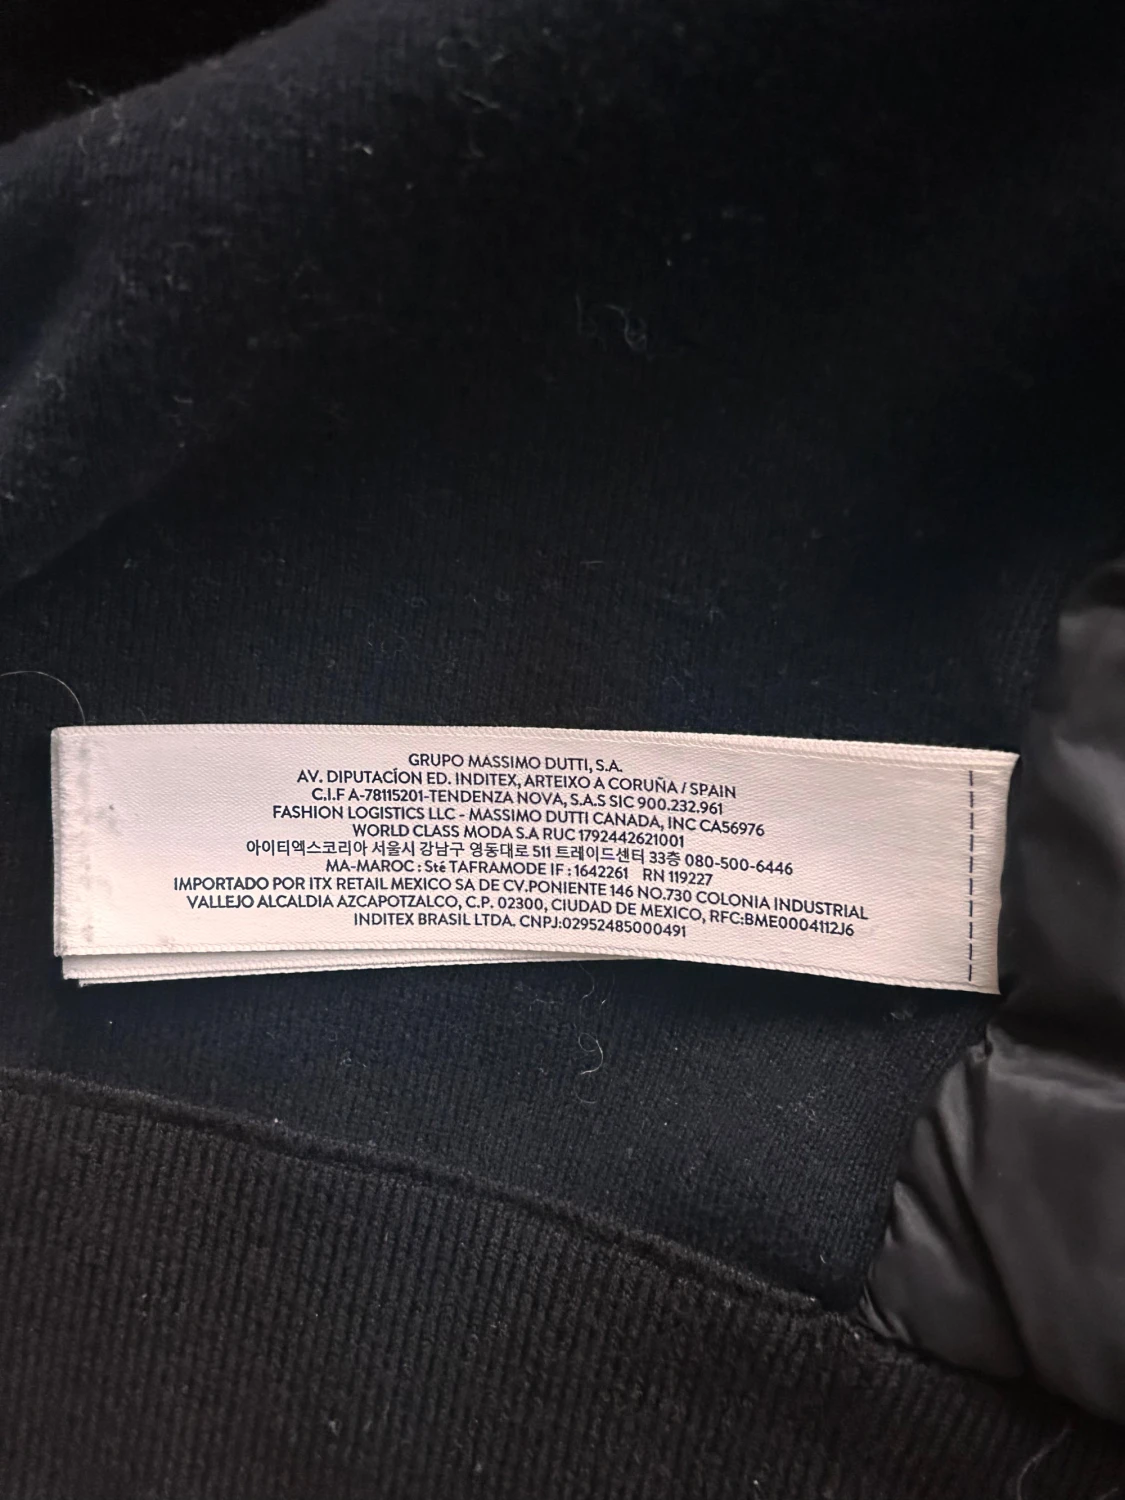 GRUPO MASSIMO DUTTI, S.A.
AV. DIPUTACÍON ED. INDITEX, ARTEIXO A CORUÑA / SPAIN
C.I.F A-78115201-TENDENZA NOVA, S.A.S SIC 900.232.961
FASHION LOGISTICS LLC - MASSIMO DUTTI CANADA, INC CA56976
WORLD CLASS MODA S.A RUC 1792442621001
아이티엑스코리아 서울시 강남구 영동대로 511 트레이드센터 33층 080-500-6446
MA-MAROC : Sté TAFRAMODE IF : 1642261 RN 119227
IMPORTADO POR ITX RETAIL MEXICO SA DE CV.PONIENTE 146 NO.730 COLONIA INDUSTRIAL
VALLEJO ALCALDIA AZCAPOTZALCO, C.P. 02300, CIUDAD DE MEXICO, RFC:BME0004112J6
INDITEX BRASIL LTDA. CNPJ:02952485000491